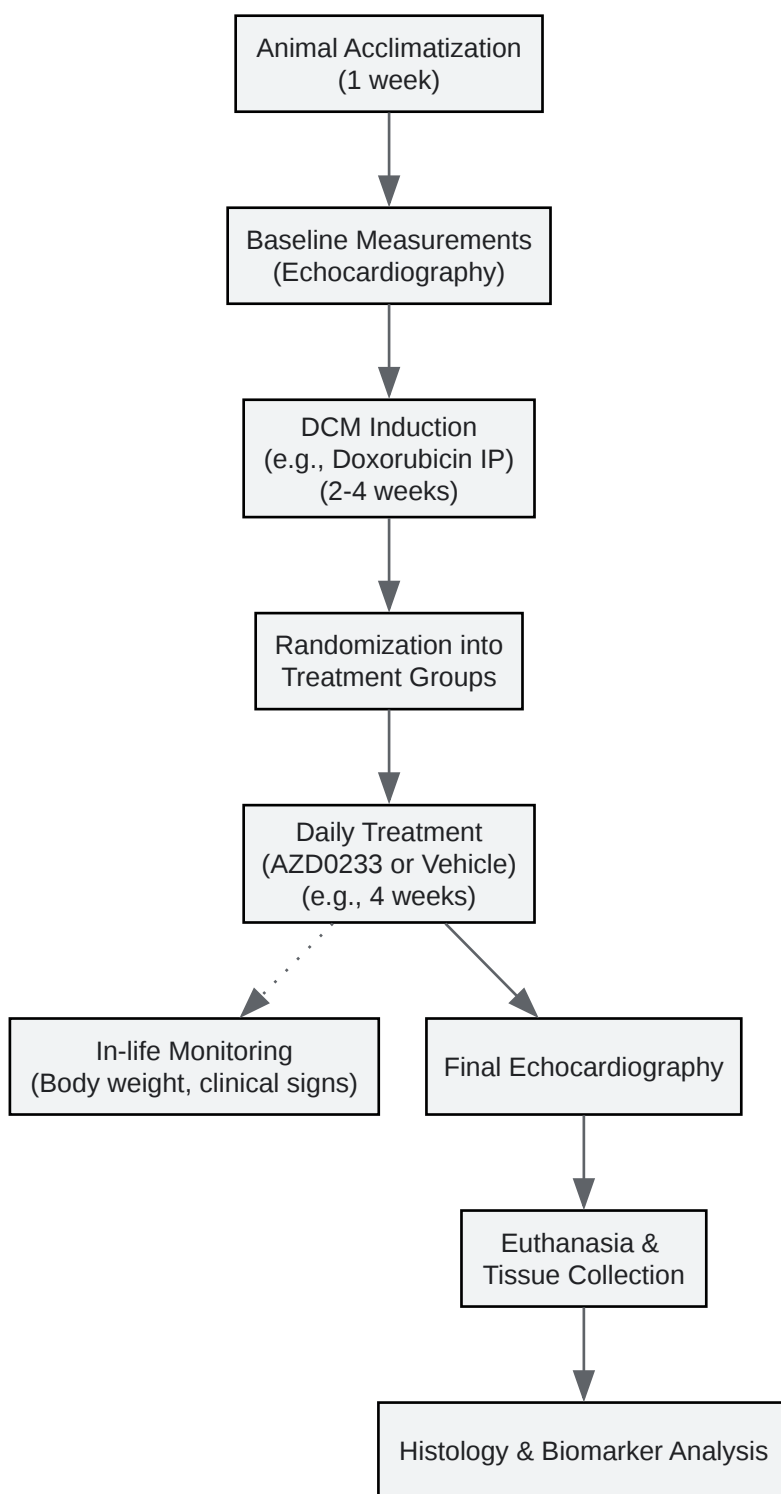 Animal Acclimatization
(1 week)
Baseline Measurements
(Echocardiography)
DCM Induction
(e.g., Doxorubicin IP)
(2-4 weeks)
Randomization into
Treatment Groups
Daily Treatment
(AZD0233 or Vehicle)
(e.g., 4 weeks)
In-life Monitoring
(Body weight, clinical signs)
Final Echocardiography
Euthanasia &
Tissue Collection
Histology & Biomarker Analysis